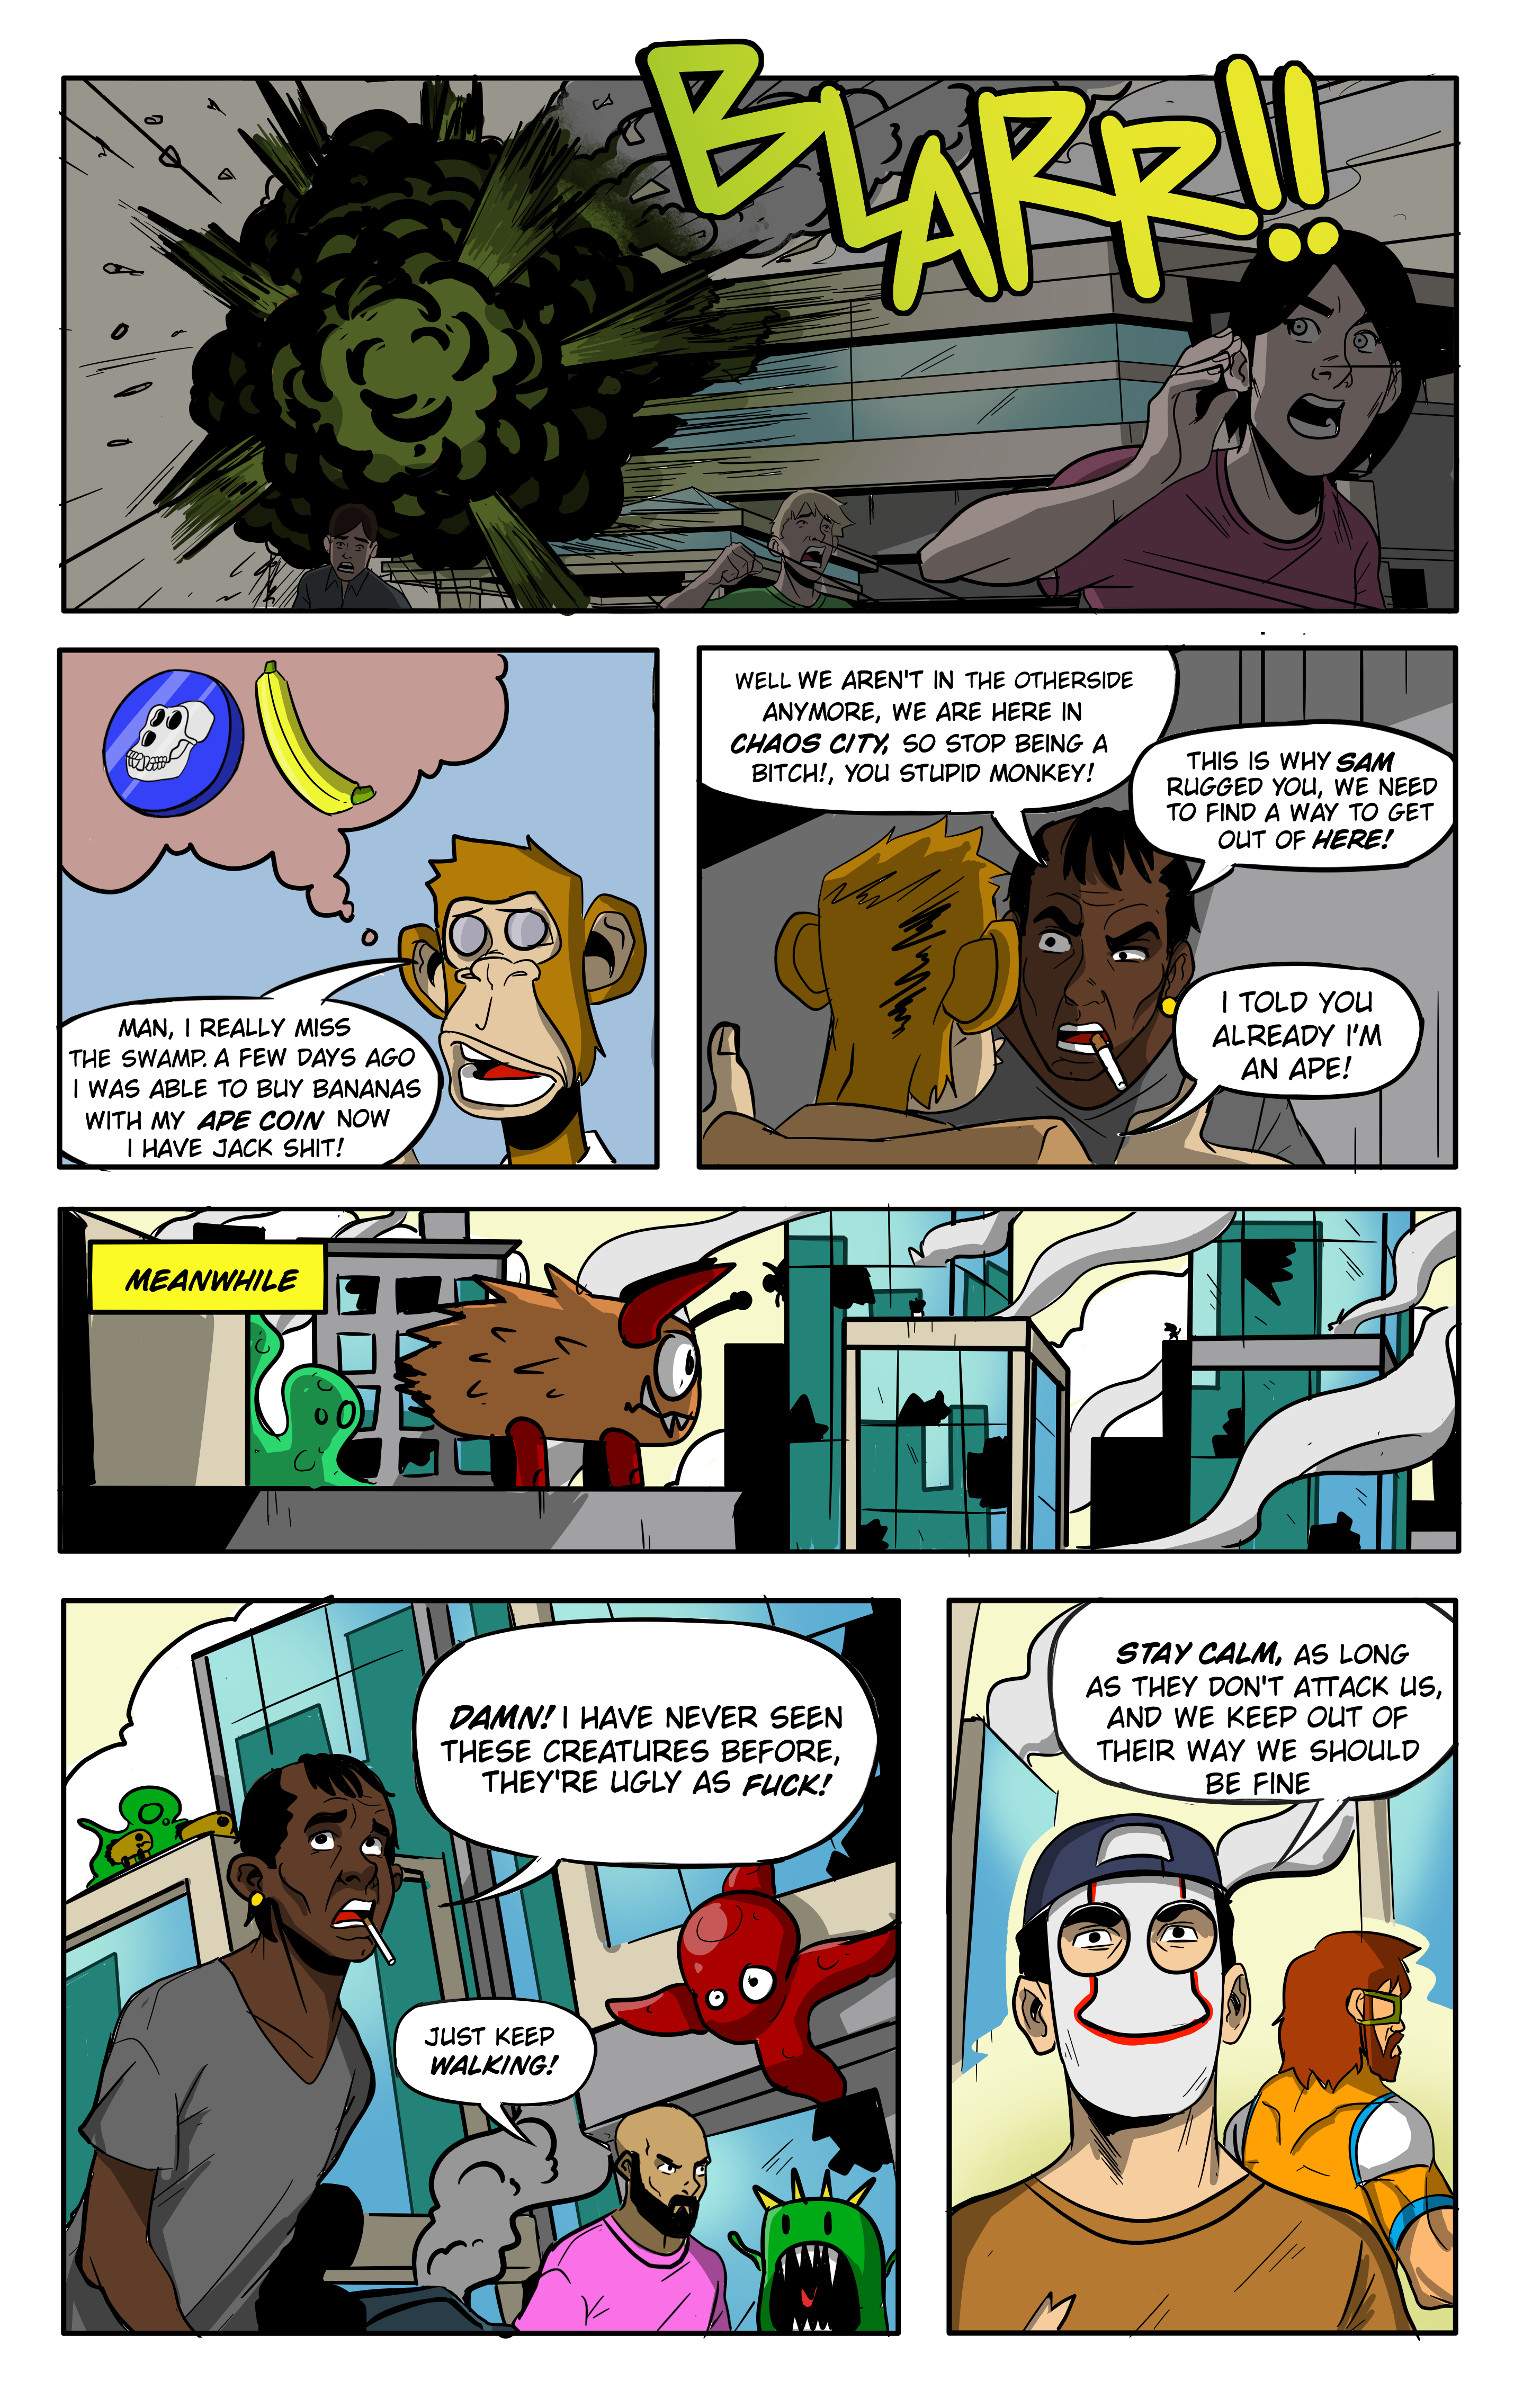 BLARR!!
MAN, I REALLY MISS
THE SWAMP. A FEW DAYS AGO
I WAS ABLE TO BUY BANANAS
WITH MY APE COIN NOW
I HAVE JACK SHIT!
WELL WE AREN'T IN THE OTHERSIDE
ANYMORE, WE ARE HERE IN
CHAOS CITY, SO STOP BEING A
BITCH!, YOU STUPID MONKEY!
THIS IS WHY SAM
RUGGED YOU, WE NEED
TO FIND A WAY TO GET
OUT OF HERE!
I TOLD YOU
ALREADY I'M
AN APE!
MEANWHILE
DAMN! I HAVE NEVER SEEN
THESE CREATURES BEFORE,
THEY'RE UGLY AS FUCK!
JUST KEEP
WALKING!
STAY CALM, AS LONG
AS THEY DON'T ATTACK US,
AND WE KEEP OUT OF
THEIR WAY WE SHOULD
BE FINE